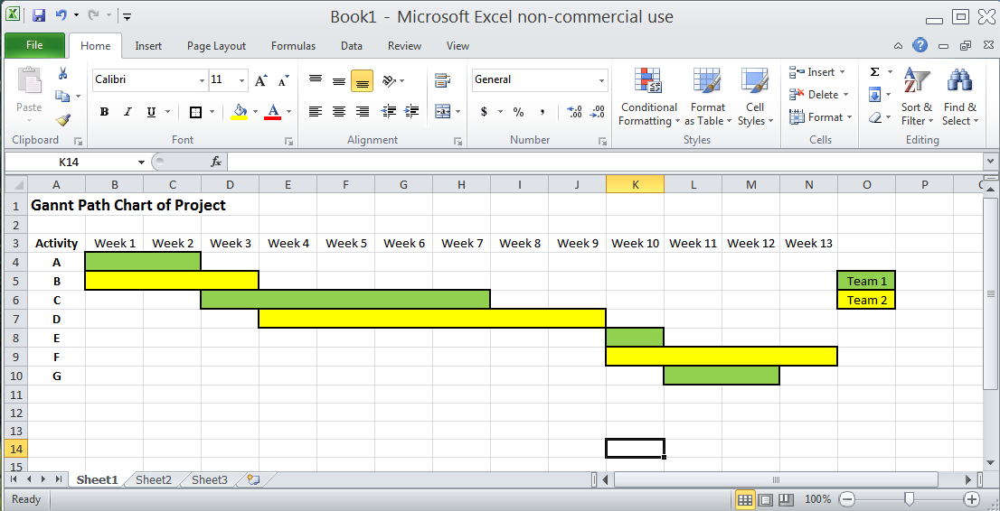 Book1 - Microsoft Excel non-commercial use
File Home Insert Page Layout Formulas Data Review View
Paste
Calibri 11
B I U A
General
$ % ,
Conditional Formatting
Format as Table
Cell Styles
Insert
Delete
Format
Σ
Sort & Filter
Find & Select
Clipboard Font Alignment Number Styles Cells Editing
K14 fx
A B C D E F G H I J K L M N O P
1 Gannt Path Chart of Project
2
3 Activity Week 1 Week 2 Week 3 Week 4 Week 5 Week 6 Week 7 Week 8 Week 9 Week 10 Week 11 Week 12 Week 13
4 A
5 B Team 1
6 C Team 2
7 D
8 E
9 F
10 G
11
12
13
14
15
Sheet1 Sheet2 Sheet3
Ready 100%